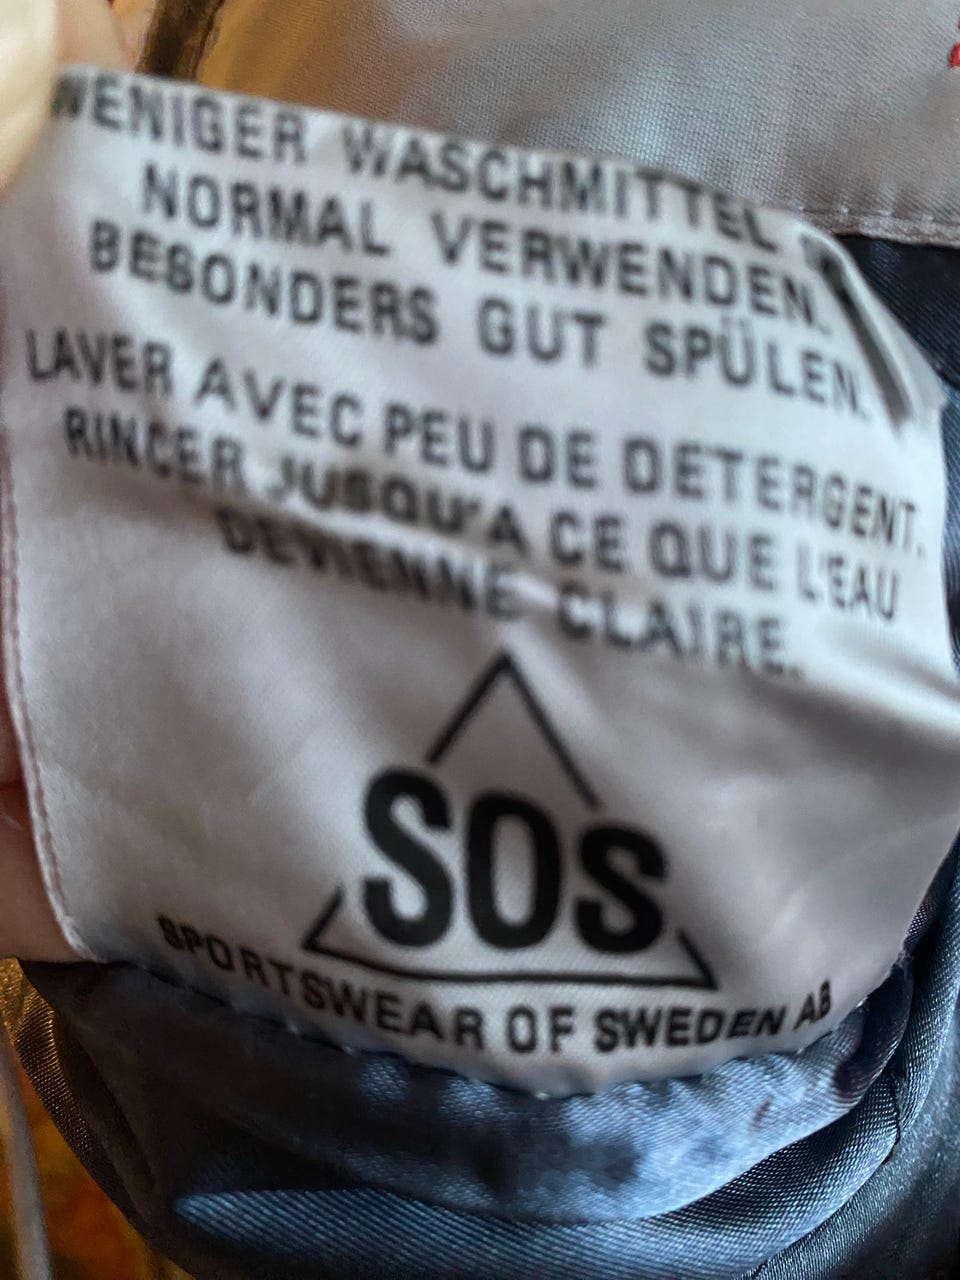 WENIGER WASCHMITTEL
NORMAL VERWENDEN.
BESONDERS GUT SPÜLEN.
LAVER AVEC PEU DE DETERGENT.
RINCER JUSQU'A CE QUE L'EAU
DEVIENNE CLAIRE.
SOS
SPORTSWEAR OF SWEDEN AB